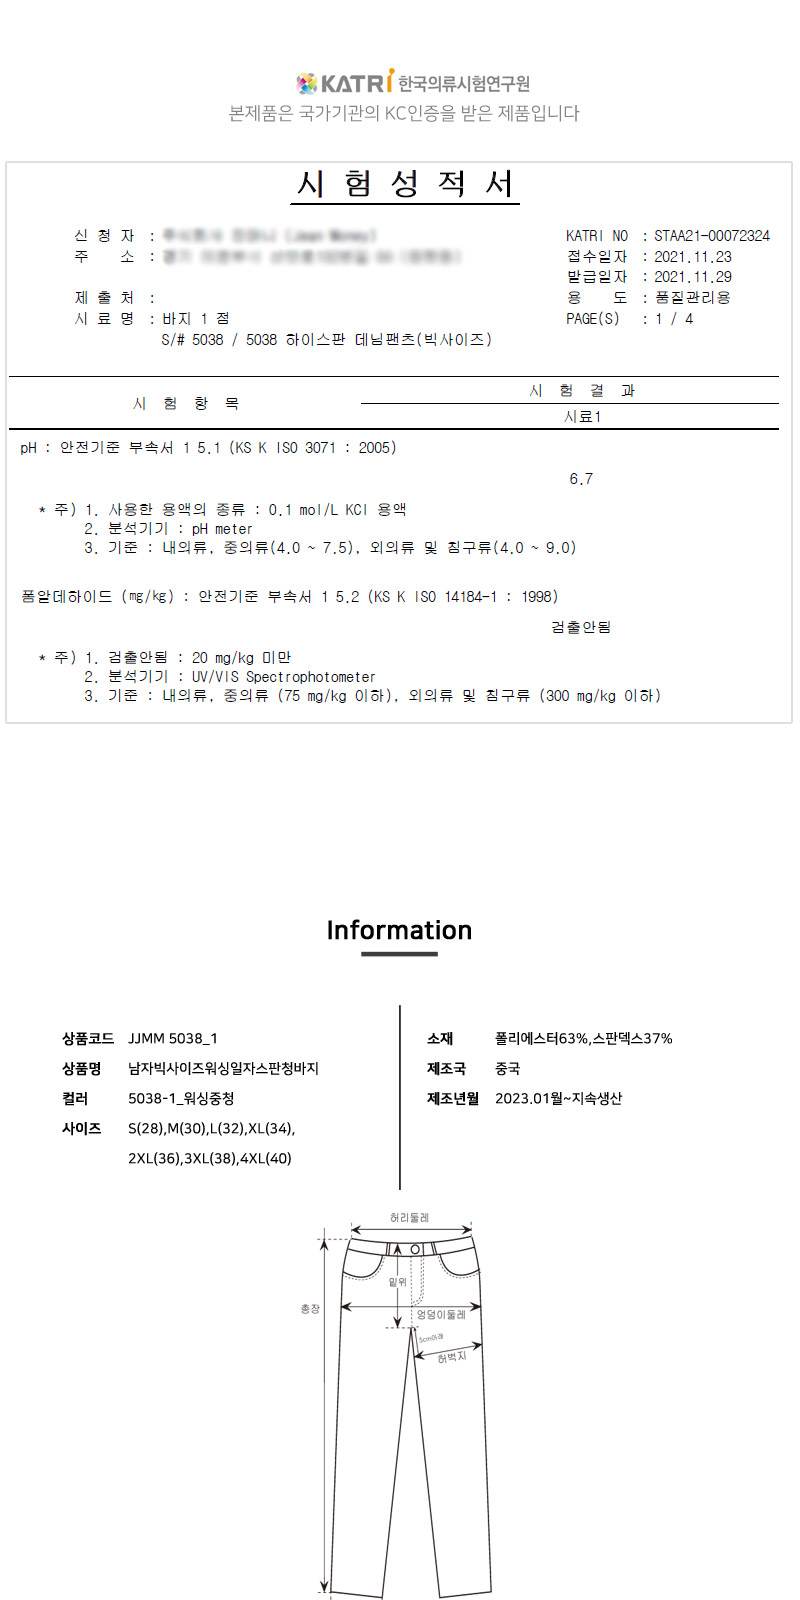 KATRi 한국의류시험연구원
본제품은 국가기관의 KC인증을 받은 제품입니다
시 험 성 적 서
신 청 자 :
주 소 :
제 출 처 :
시 료 명 : 바지 1 점
S/# 5038 / 5038 하이스판 데님팬츠(빅사이즈)
KATRI NO : STAA21-00072324
접수일자 : 2021.11.23
발급일자 : 2021.11.29
용 도 : 품질관리용
PAGE(S) : 1 / 4
시 험 항 목
시 험 결 과
시료1
pH : 안전기준 부속서 1 5.1 (KS K ISO 3071 : 2005)
6.7
* 주) 1. 사용한 용액의 종류 : 0.1 mol/L KCl 용액
2. 분석기기 : pH meter
3. 기준 : 내의류, 중의류(4.0 ~ 7.5), 외의류 및 침구류(4.0 ~ 9.0)
폼알데하이드 (mg/kg) : 안전기준 부속서 1 5.2 (KS K ISO 14184-1 : 1998)
검출안됨
* 주) 1. 검출안됨 : 20 mg/kg 미만
2. 분석기기 : UV/VIS Spectrophotometer
3. 기준 : 내의류, 중의류 (75 mg/kg 이하), 외의류 및 침구류 (300 mg/kg 이하)
Information
상품코드 JJMM 5038_1
상품명 남자빅사이즈워싱일자스판청바지
컬러 5038-1_워싱중청
사이즈 S(28),M(30),L(32),XL(34),
2XL(36),3XL(38),4XL(40)
소재 폴리에스터63%,스판덱스37%
제조국 중국
제조년월 2023.01월~지속생산
허리둘레
밑위
총장
엉덩이둘레
5cm아래
허벅지